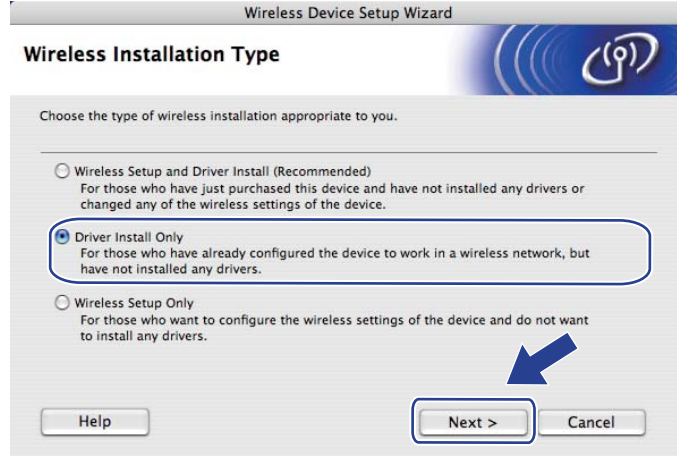 Wireless Device Setup Wizard
Wireless Installation Type
Choose the type of wireless installation appropriate to you.
Wireless Setup and Driver Install (Recommended)
For those who have just purchased this device and have not installed any drivers or
changed any of the wireless settings of the device.
Driver Install Only
For those who have already configured the device to work in a wireless network, but
have not installed any drivers.
Wireless Setup Only
For those who want to configure the wireless settings of the device and do not want
to install any drivers.
Help
Next >
Cancel